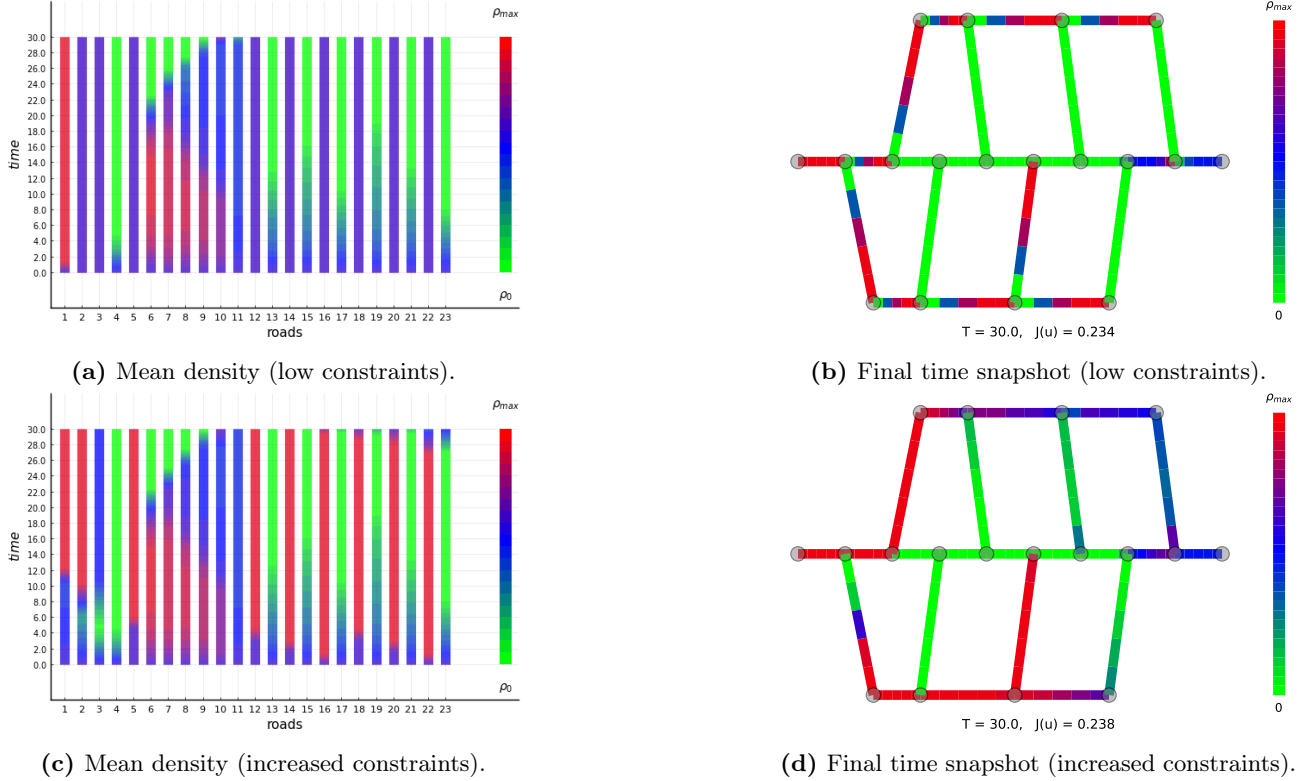 ρmax
30.0
28.0
26.0
24.0
22.0
20.0
18.0
16.0
14.0
12.0
10.0
8.0
6.0
4.0
2.0
0.0
time
ρ0
1 2 3 4 5 6 7 8 9 10 11 12 13 14 15 16 17 18 19 20 21 22 23
roads
(a) Mean density (low constraints).
ρmax
0
T = 30.0, J(u) = 0.234
(b) Final time snapshot (low constraints).
ρmax
30.0
28.0
26.0
24.0
22.0
20.0
18.0
16.0
14.0
12.0
10.0
8.0
6.0
4.0
2.0
0.0
time
ρ0
1 2 3 4 5 6 7 8 9 10 11 12 13 14 15 16 17 18 19 20 21 22 23
roads
(c) Mean density (increased constraints).
ρmax
0
T = 30.0, J(u) = 0.238
(d) Final time snapshot (increased constraints).